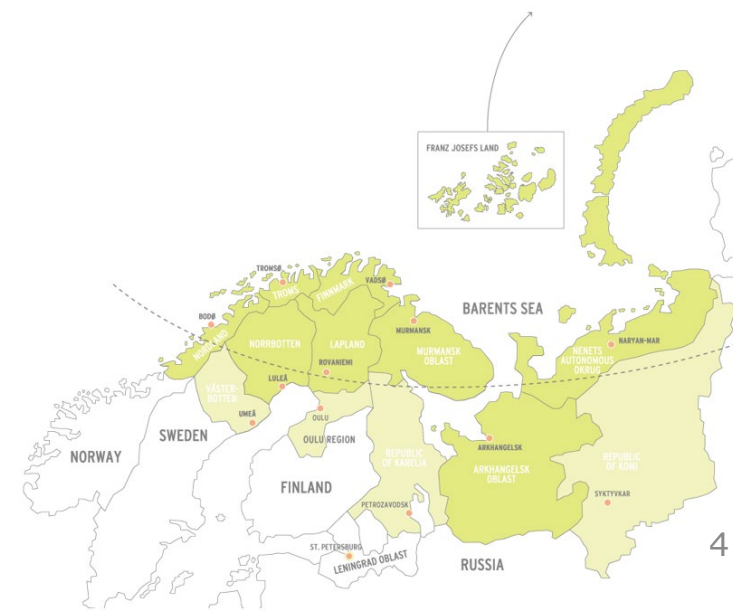 FRANZ JOSEFS LAND
TROMSØ
TROMS
FINNMARK
VADSØ
BARENTS SEA
BODØ
NORDLAND
MURMANSK
NORRBOTTEN
LAPLAND
MURMANSK
OBLAST
NARYAN-MAR
NENETS
AUTONOMOUS
OKRUG
ROVANIEMI
LULEÅ
VÄSTER-
BOTTEN
OULU
UMEÅ
SWEDEN
NORWAY
OULU REGION
REPUBLIC
OF KARELIA
ARKHANGELSK
ARKHANGELSK
OBLAST
REPUBLIC
OF KOMI
FINLAND
SYKTYVKAR
PETROZAVODSK
ST. PETERSBURG
LENINGRAD OBLAST
RUSSIA
4